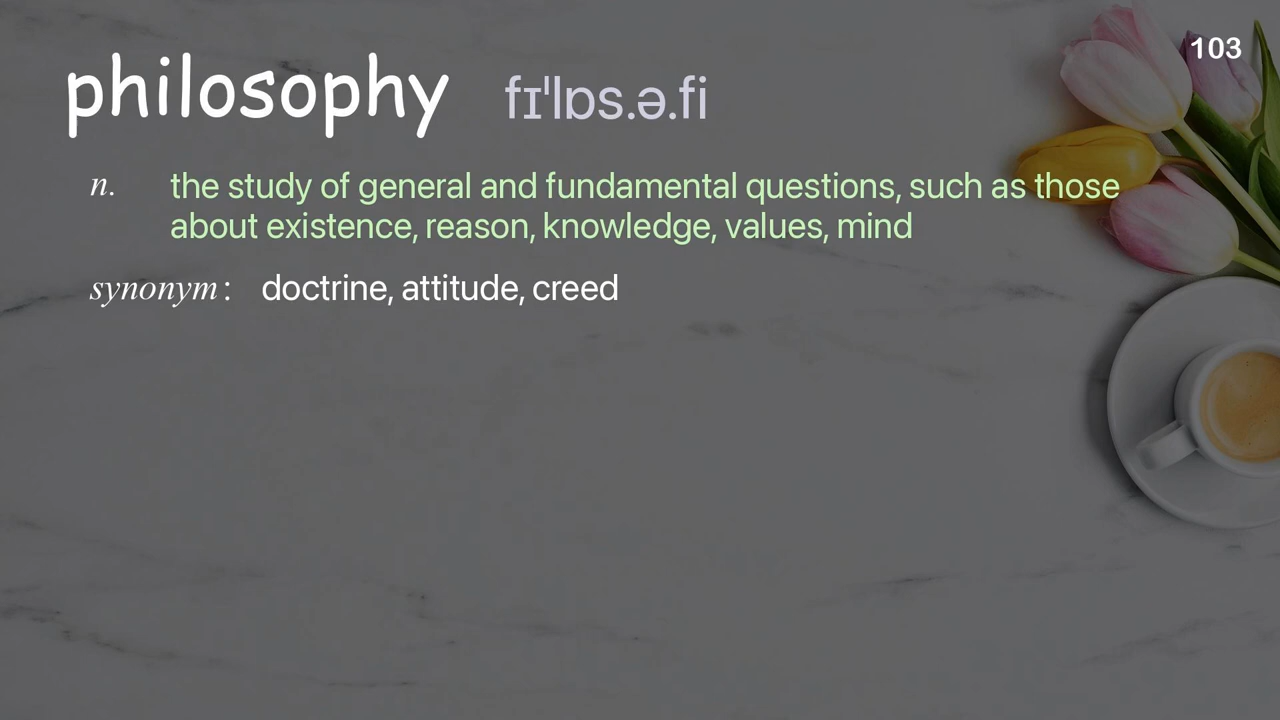 103
philosophy fɪˈlɒs.ə.fi
n. the study of general and fundamental questions, such as those
about existence, reason, knowledge, values, mind
synonym: doctrine, attitude, creed